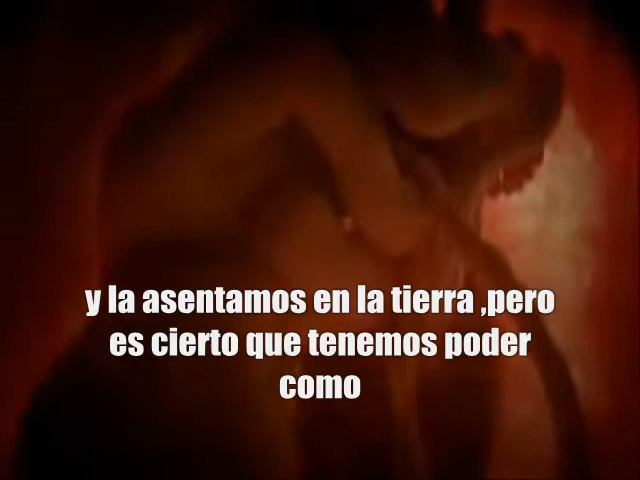 y la asentamos en la tierra ,pero
es cierto que tenemos poder
como